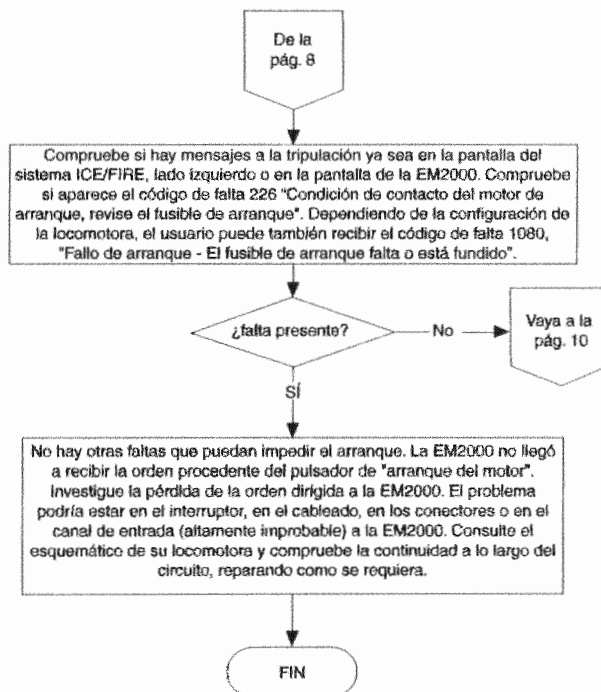 De la
pág. 8
Compruebe si hay mensajes a la tripulación ya sea en la pantalla del
sistema ICE/FIRE, lado izquierdo o en la pantalla de la EM2000. Compruebe
si aparece el código de falta 226 "Condición de contacto del motor de
arranque, revise el fusible de arranque". Dependiendo de la configuración de
la locomotora, el usuario puede también recibir el código de falta 1080,
"Fallo de arranque - El fusible de arranque falta o está fundido".
¿falta presente?
No
Vaya a la
pág. 10
SÍ
No hay otras faltas que puedan impedir el arranque. La EM2000 no llegó
a recibir la orden procedente del pulsador de "arranque del motor".
Investigue la pérdida de la orden dirigida a la EM2000. El problema
podría estar en el interruptor, en el cableado, en los conectores o en el
canal de entrada (altamente improbable) a la EM2000. Consulte el
esquemático de su locomotora y compruebe la continuidad a lo largo del
circuito, reparando como se requiera.
FIN